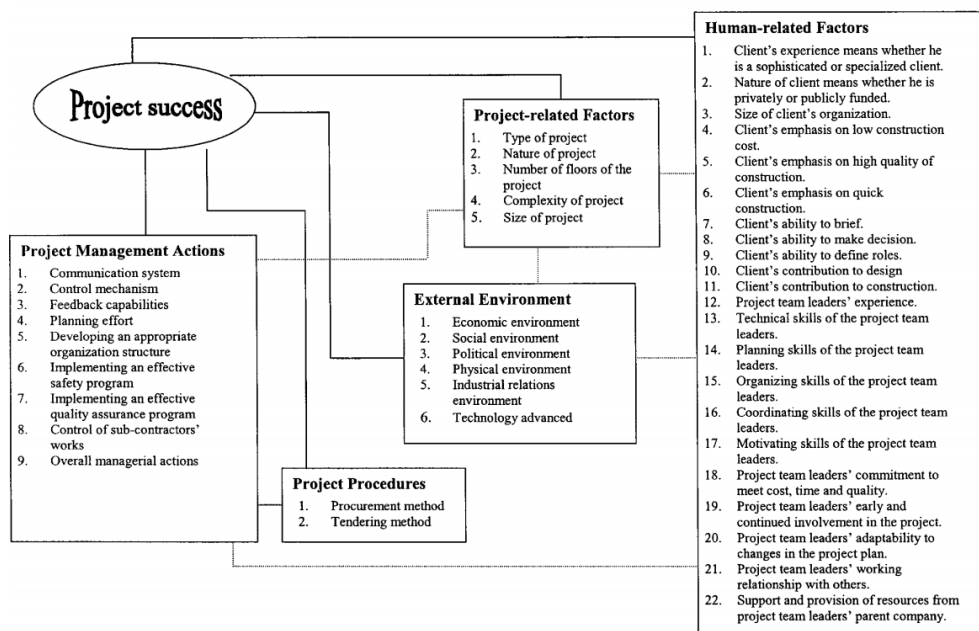 Project success
Project Management Actions
1. Communication system
2. Control mechanism
3. Feedback capabilities
4. Planning effort
5. Developing an appropriate
organization structure
6. Implementing an effective
safety program
7. Implementing an effective
quality assurance program
8. Control of sub-contractors'
works
9. Overall managerial actions
Project Procedures
1. Procurement method
2. Tendering method
Project-related Factors
1. Type of project
2. Nature of project
3. Number of floors of the
project
4. Complexity of project
5. Size of project
External Environment
1. Economic environment
2. Social environment
3. Political environment
4. Physical environment
5. Industrial relations
environment
6. Technology advanced
Human-related Factors
1. Client's experience means whether he
is a sophisticated or specialized client.
2. Nature of client means whether he is
privately or publicly funded.
3. Size of client's organization.
4. Client's emphasis on low construction
cost.
5. Client's emphasis on high quality of
construction.
6. Client's emphasis on quick
construction.
7. Client's ability to brief.
8. Client's ability to make decision.
9. Client's ability to define roles.
10. Client's contribution to design
11. Client's contribution to construction.
12. Project team leaders' experience.
13. Technical skills of the project team
leaders.
14. Planning skills of the project team
leaders.
15. Organizing skills of the project team
leaders.
16. Coordinating skills of the project team
leaders.
17. Motivating skills of the project team
leaders.
18. Project team leaders' commitment to
meet cost, time and quality.
19. Project team leaders' early and
continued involvement in the project.
20. Project team leaders' adaptability to
changes in the project plan.
21. Project team leaders' working
relationship with others.
22. Support and provision of resources from
project team leaders' parent company.